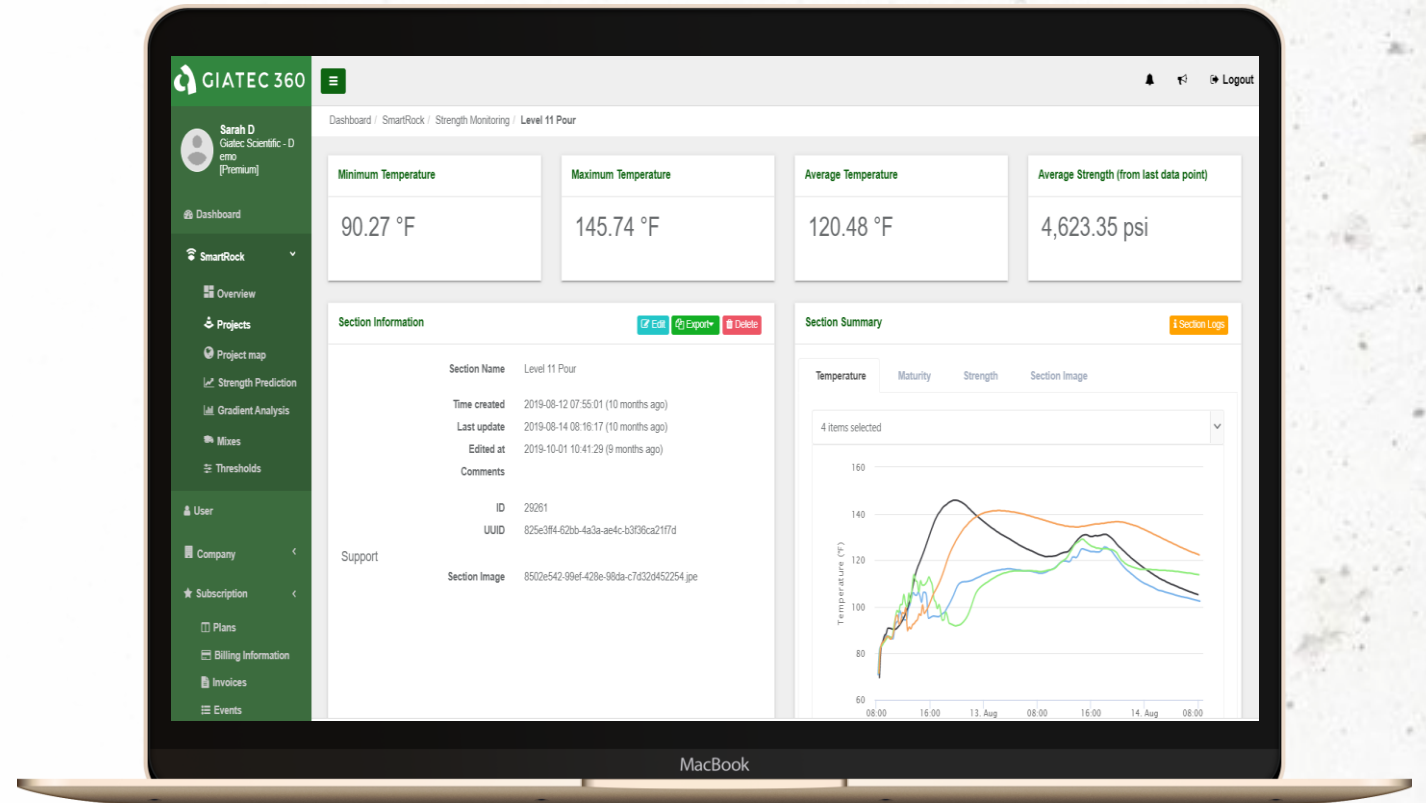 GIATEC 360
Logout
Sarah D
Giatec Scientific - D
emo
[Premium]
Dashboard
SmartRock
Overview
Projects
Project map
Strength Prediction
Gradient Analysis
Mixes
Thresholds
User
Company
Subscription
Plans
Billing Information
Invoices
Events
Dashboard / SmartRock / Strength Monitoring / Level 11 Pour
Minimum Temperature
90.27 °F
Maximum Temperature
145.74 °F
Average Temperature
120.48 °F
Average Strength (from last data point)
4,623.35 psi
Section Information
Edit
Export
Delete
Section Name Level 11 Pour
Time created 2019-08-12 07:55:01 (10 months ago)
Last update 2019-08-14 08:16:17 (10 months ago)
Edited at 2019-10-01 10:41:29 (9 months ago)
Comments
ID 29261
UUID 825e3ff4-62bb-4a3a-ae4c-b3f36ca21f7d
Support
Section Image 8502e542-99ef-428e-98da-c7d32d452254.jpe
Section Summary
Section Logs
Temperature Maturity Strength Section Image
4 items selected
Temperature (°F)
160
140
120
100
80
60
08:00 16:00 13. Aug 08:00 16:00 14. Aug 08:00
MacBook